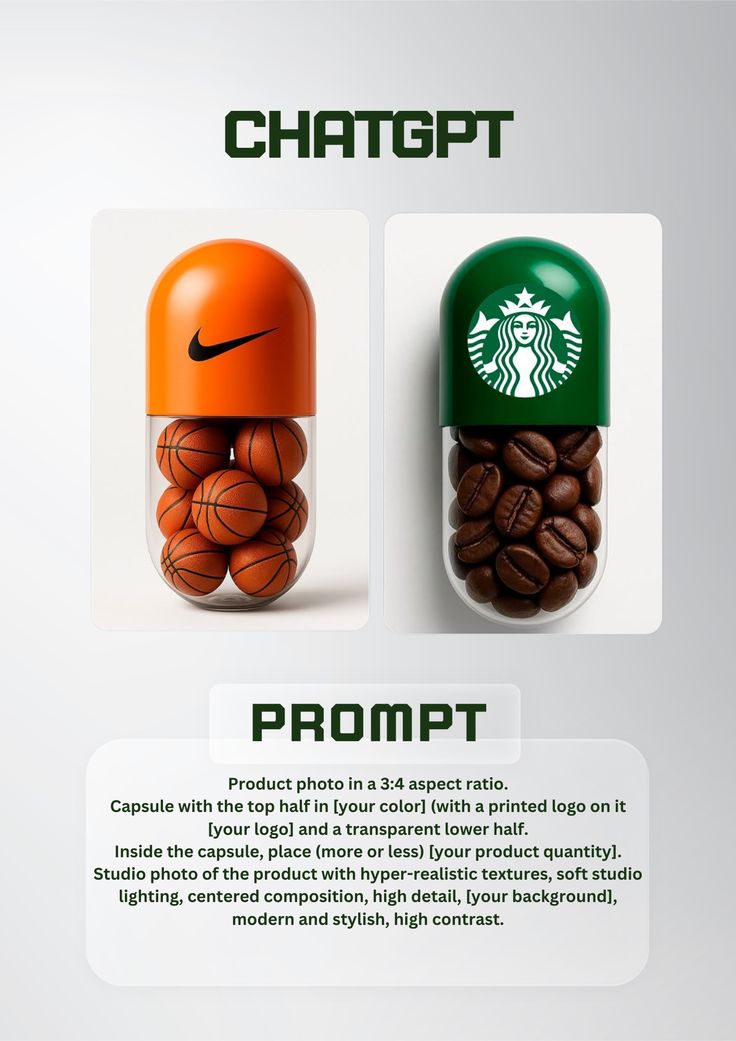 CHATGPT
PROMPT
Product photo in a 3:4 aspect ratio.
Capsule with the top half in [your color] (with a printed logo on it
[your logo] and a transparent lower half.
Inside the capsule, place (more or less) [your product quantity].
Studio photo of the product with hyper-realistic textures, soft studio
lighting, centered composition, high detail, [your background],
modern and stylish, high contrast.